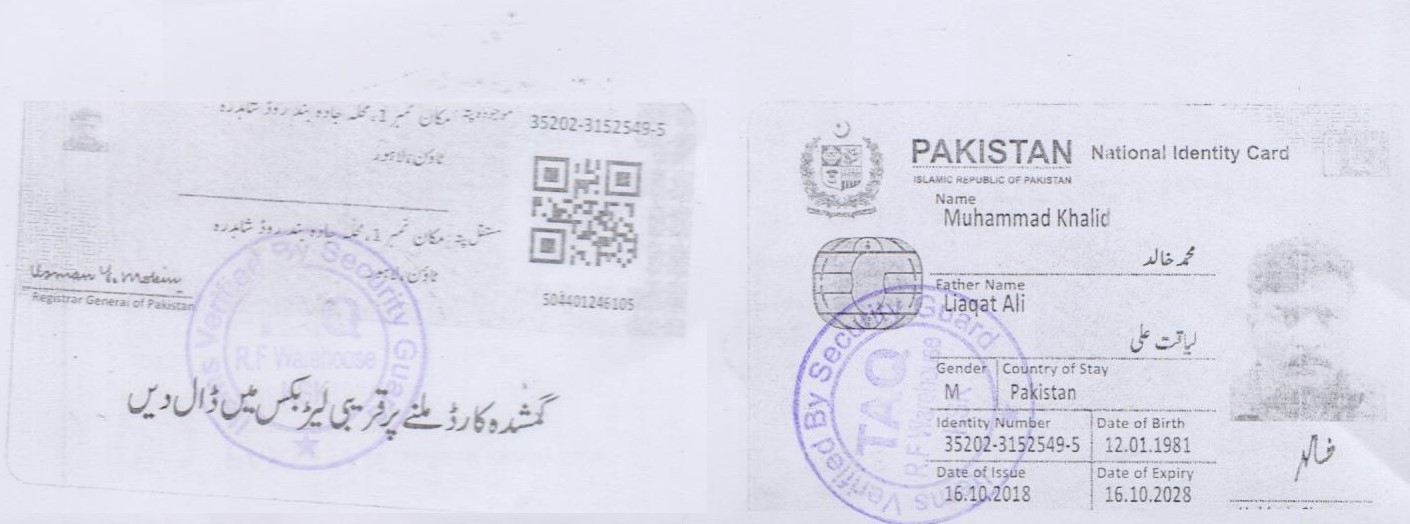 موجودہ پتہ: مکان نمبر 1، محلہ جادہ بند روڈ شاہدرہ
ٹاؤن، لاہور
35202-3152549-5
مستقل پتہ: مکان نمبر 1، محلہ جادہ بند روڈ شاہدرہ
ٹاؤن، لاہور
Registrar General of Pakistan
504401246105
Verified By Security Guard
R.F Warehouse
گمشدہ کارڈ ملنے پر قریبی لیٹر بکس میں ڈال دیں
PAKISTAN National Identity Card
ISLAMIC REPUBLIC OF PAKISTAN
Name
Muhammad Khalid
محمد خالد
Father Name
Liaqat Ali
لیاقت علی
Gender Country of Stay
M Pakistan
Identity Number Date of Birth
35202-3152549-5 12.01.1981
Date of Issue Date of Expiry
16.10.2018 16.10.2028
خالد
Verified By Security Guard
TAQ
R.F Warehouse